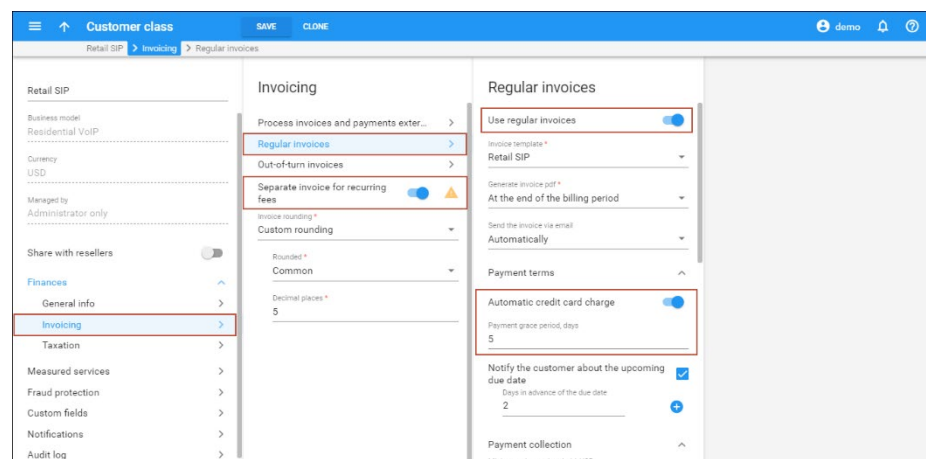 Customer class
SAVE
CLONE
demo
Retail SIP
Invoicing
Regular invoices
Retail SIP
Business model
Residential VoIP
Currency
USD
Managed by
Administrator only
Share with resellers
Finances
General info
Invoicing
Taxation
Measured services
Fraud protection
Custom fields
Notifications
Audit log
Invoicing
Process invoices and payments exter...
Regular invoices
Out-of-turn invoices
Separate invoice for recurring
fees
Invoice rounding *
Custom rounding
Rounded *
Common
Decimal places *
5
Regular invoices
Use regular invoices
Invoice template *
Retail SIP
Generate invoice pdf *
At the end of the billing period
Send the invoice via email
Automatically
Payment terms
Automatic credit card charge
Payment grace period, days
5
Notify the customer about the upcoming
due date
Days in advance of the due date
2
Payment collection